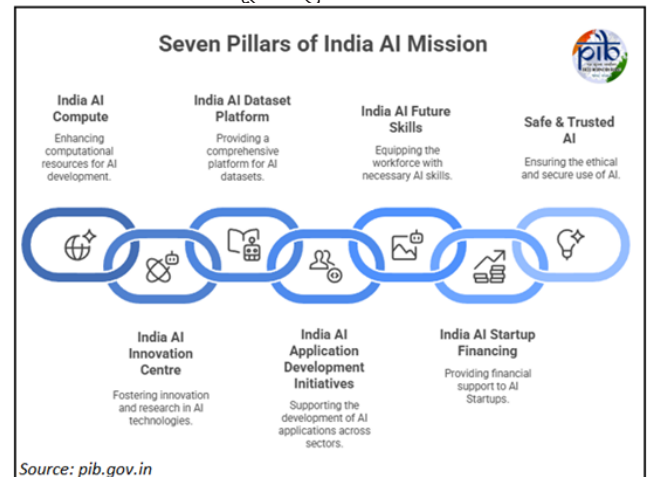 Seven Pillars of India AI Mission
pib
India AI
Compute
Enhancing
computational
resources for AI
development.
India AI Dataset
Platform
Providing a
comprehensive
platform for AI
datasets.
India AI Future
Skills
Equipping the
workforce with
necessary AI skills.
Safe & Trusted
AI
Ensuring the ethical
and secure use of AI.
India AI
Innovation
Centre
Fostering innovation
and research in AI
technologies.
India AI
Application
Development
Initiatives
Supporting the
development of AI
applications across
sectors.
India AI Startup
Financing
Providing financial
support to AI
Startups.
Source: pib.gov.in